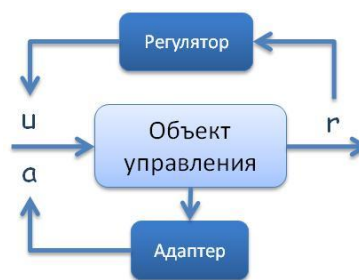 Регулятор
u
r
Объект
управления
a
Адаптер